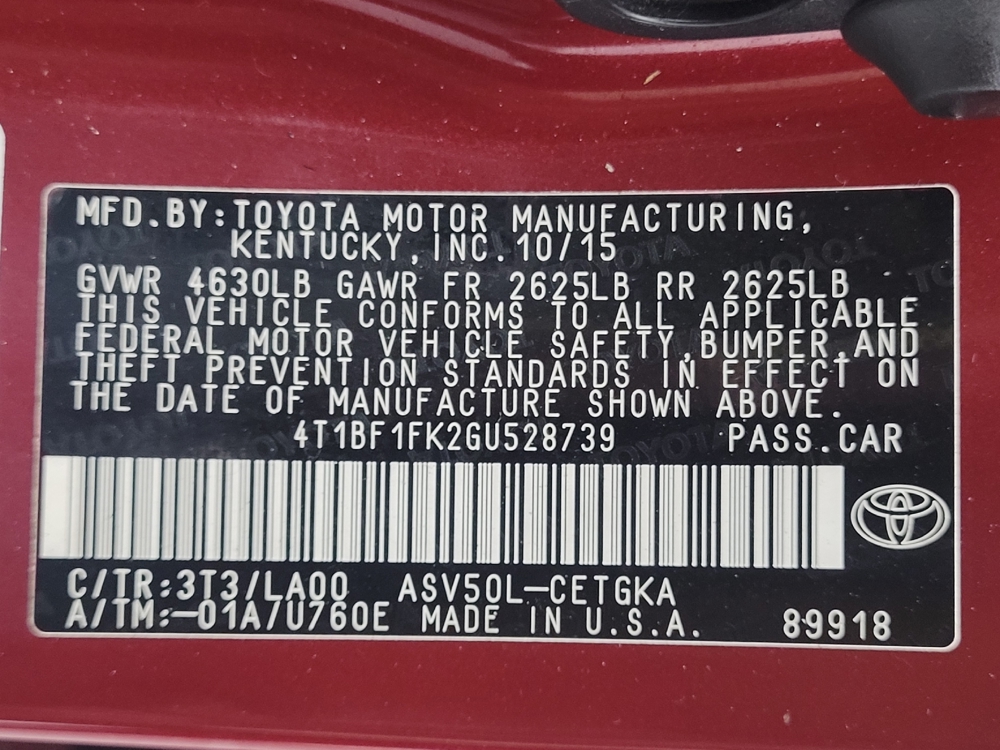 MFD.BY:TOYOTA MOTOR MANUFACTURING,
KENTUCKY, INC. 10/15
GVWR 4630LB GAWR FR 2625LB RR 2625LB
THIS VEHICLE CONFORMS TO ALL APPLICABLE
FEDERAL MOTOR VEHICLE SAFETY,BUMPER,AND
THEFT PREVENTION STANDARDS IN EFFECT ON
THE DATE OF MANUFACTURE SHOWN ABOVE.
4T1BF1FK2GU528739 PASS.CAR
C/TR:3T3/LA00 ASV50L-CETGKA
A/TM:-01A/U760E MADE IN U.S.A. 89918